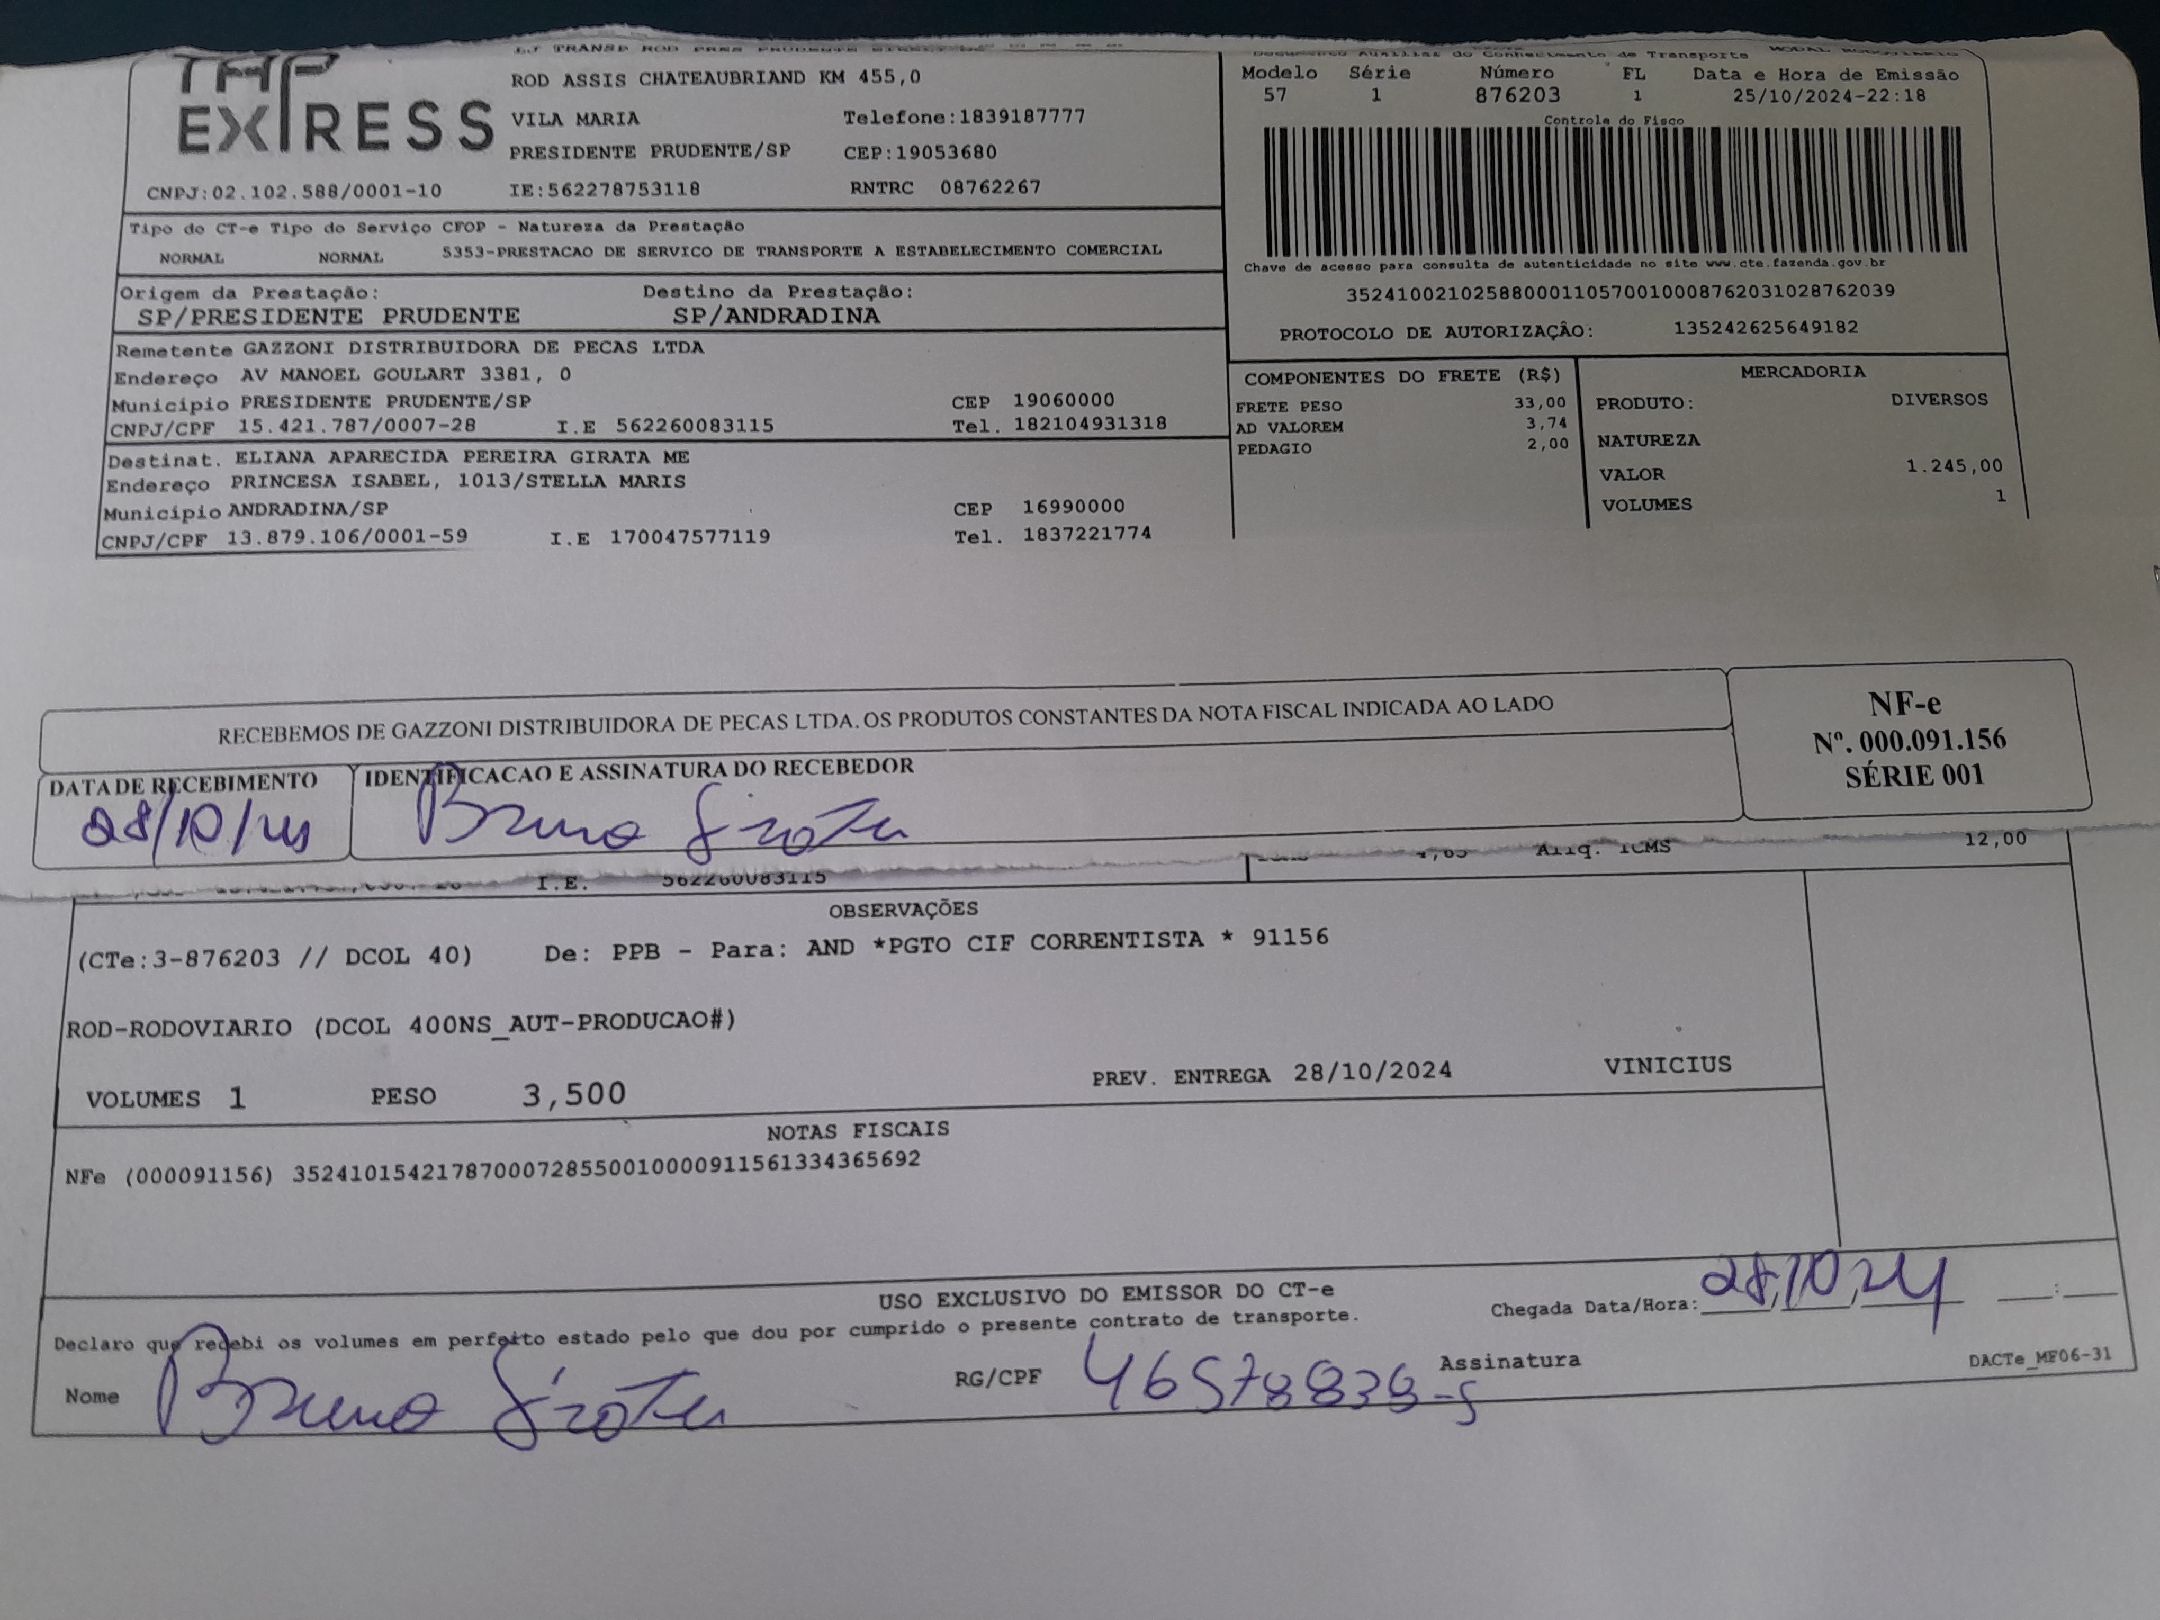 THP
EXPRESS
ROD ASSIS CHATEAUBRIAND KM 455,0
VILA MARIA Telefone:1839187777
PRESIDENTE PRUDENTE/SP CEP:19053680
CNPJ:02.102.588/0001-10 IE:562278753118 RNTRC 08762267
Documento Auxiliar do Conhecimento de Transporte MODAL RODOVIARIO
Modelo Série Número FL Data e Hora de Emissão
57 1 876203 1 25/10/2024-22:18
Controle do Fisco
Chave de acesso para consulta de autenticidade no site www.cte.fazenda.gov.br
35241002102588000110570010008762031028762039
PROTOCOLO DE AUTORIZAÇÃO: 135242625649182
Tipo do CT-e Tipo do Serviço CFOP - Natureza da Prestação
NORMAL NORMAL 5353-PRESTACAO DE SERVICO DE TRANSPORTE A ESTABELECIMENTO COMERCIAL
Origem da Prestação: Destino da Prestação:
SP/PRESIDENTE PRUDENTE SP/ANDRADINA
Remetente GAZZONI DISTRIBUIDORA DE PECAS LTDA
Endereço AV MANOEL GOULART 3381, 0
Municipio PRESIDENTE PRUDENTE/SP CEP 19060000
CNPJ/CPF 15.421.787/0007-28 I.E 562260083115 Tel. 182104931318
Destinat. ELIANA APARECIDA PEREIRA GIRATA ME
Endereço PRINCESA ISABEL, 1013/STELLA MARIS
Municipio ANDRADINA/SP CEP 16990000
CNPJ/CPF 13.879.106/0001-59 I.E 170047577119 Tel. 1837221774
COMPONENTES DO FRETE (R$)
FRETE PESO 33,00
AD VALOREM 3,74
PEDAGIO 2,00
MERCADORIA
PRODUTO: DIVERSOS
NATUREZA
VALOR 1.245,00
VOLUMES 1
RECEBEMOS DE GAZZONI DISTRIBUIDORA DE PECAS LTDA. OS PRODUTOS CONSTANTES DA NOTA FISCAL INDICADA AO LADO
DATA DE RECEBIMENTO IDENTIFICACAO E ASSINATURA DO RECEBEDOR
28/10/24 Bruno Girota
NF-e
Nº. 000.091.156
SÉRIE 001
I.E. 562260083115 Aliq. ICMS 12,00
OBSERVAÇÕES
(CTe:3-876203 // DCOL 40) De: PPB - Para: AND *PGTO CIF CORRENTISTA * 91156
ROD-RODOVIARIO (DCOL 400NS_AUT-PRODUCAO#)
VOLUMES 1 PESO 3,500 PREV. ENTREGA 28/10/2024 VINICIUS
NOTAS FISCAIS
NFe (000091156) 35241015421787000728550010000911561334365692
USO EXCLUSIVO DO EMISSOR DO CT-e
Declaro que recebi os volumes em perfeito estado pelo que dou por cumprido o presente contrato de transporte.
Chegada Data/Hora: 28/10/24 :
Nome Bruno Girota RG/CPF 46578838-5 Assinatura
DACTe_MF06-31